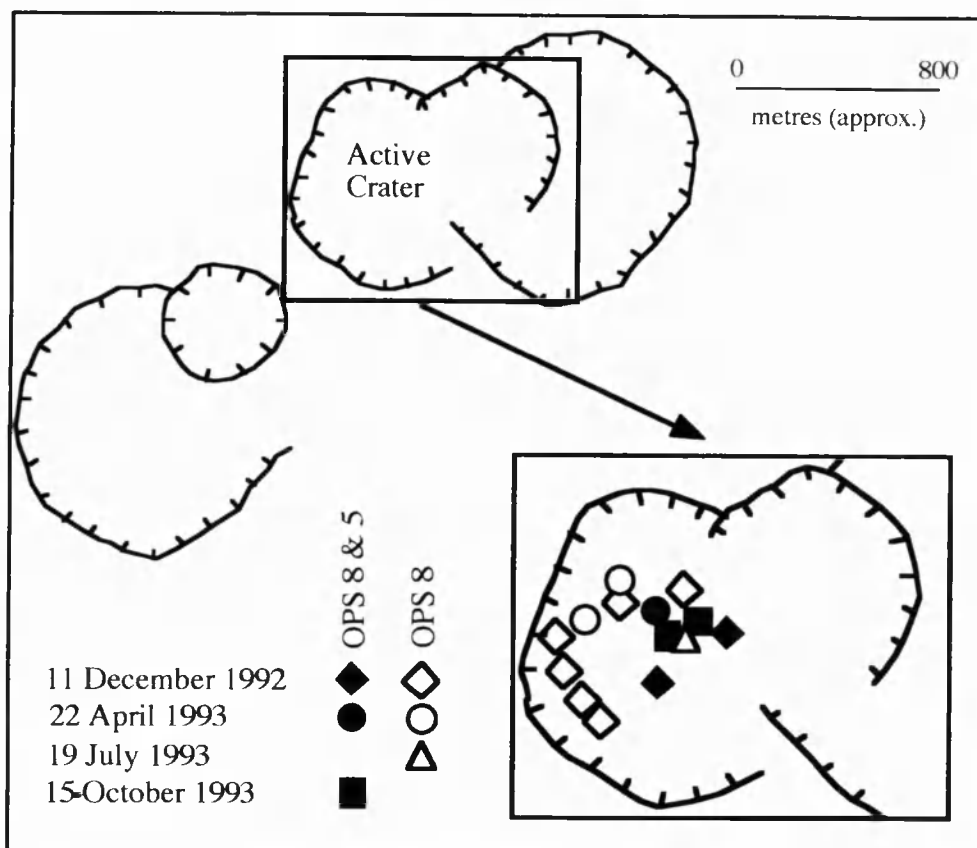 0 800
metres (approx.)
Active
Crater
OPS 8 & 5
OPS 8
11 December 1992
22 April 1993
19 July 1993
15 October 1993